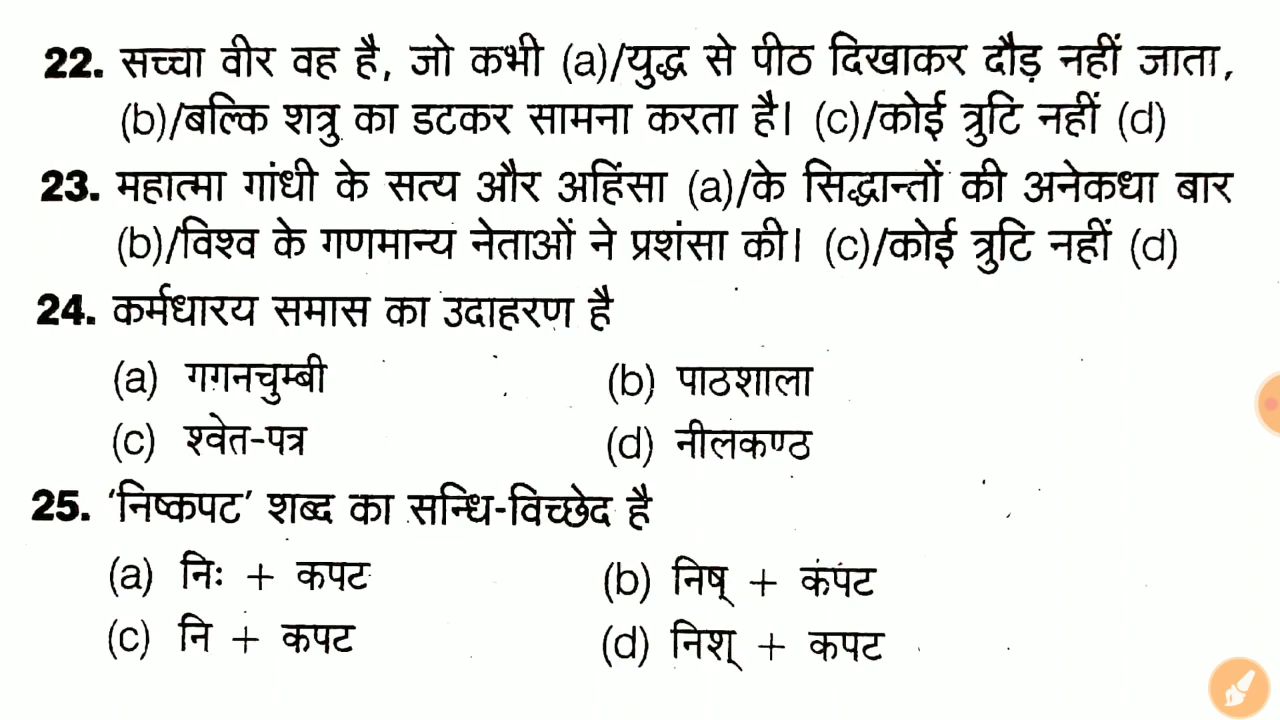 22. सच्चा वीर वह है, जो कभी (a)/युद्ध से पीठ दिखाकर दौड़ नहीं जाता,
(b)/बल्कि शत्रु का डटकर सामना करता है। (c)/कोई त्रुटि नहीं (d)
23. महात्मा गांधी के सत्य और अहिंसा (a)/के सिद्धान्तों की अनेकधा बार
(b)/विश्व के गणमान्य नेताओं ने प्रशंसा की। (c)/कोई त्रुटि नहीं (d)
24. कर्मधारय समास का उदाहरण है
(a) गगनचुम्बी (b) पाठशाला
(c) श्वेत-पत्र (d) नीलकण्ठ
25. 'निष्कपट' शब्द का सन्धि-विच्छेद है
(a) निः + कपट (b) निष् + कपट
(c) नि + कपट (d) निश् + कपट